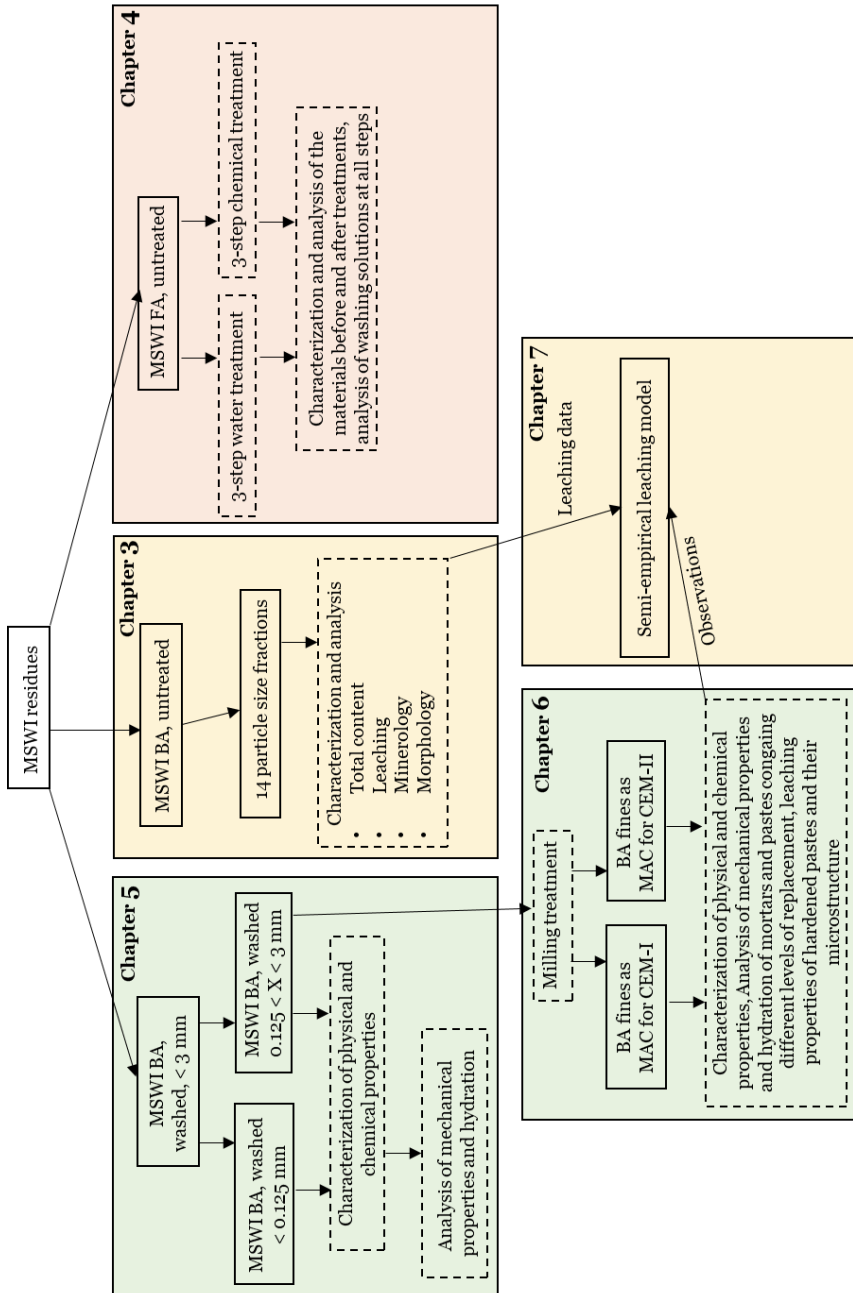 MSWI residues
Chapter 5
MSWI BA,
washed, < 3 mm
MSWI BA, washed
< 0.125 mm
MSWI BA, washed
0.125 < X < 3 mm
Characterization of physical and
chemical properties
Analysis of mechanical
properties and hydration
Chapter 3
MSWI BA, untreated
14 particle size fractions
Characterization and analysis
• Total content
• Leaching
• Minerology
• Morphology
Chapter 4
MSWI FA, untreated
3-step water treatment
3-step chemical treatment
Characterization and analysis of the
materials before and after treatments,
analysis of washing solutions at all steps
Chapter 6
Milling treatment
BA fines as
MAC for CEM-I
BA fines as
MAC for CEM-II
Characterization of physical and chemical
properties, Analysis of mechanical properties
and hydration of mortars and pastes congaing
different levels of replacement, leaching
properties of hardened pastes and their
microstructure
Chapter 7
Leaching data
Semi-empirical leaching model
Observations